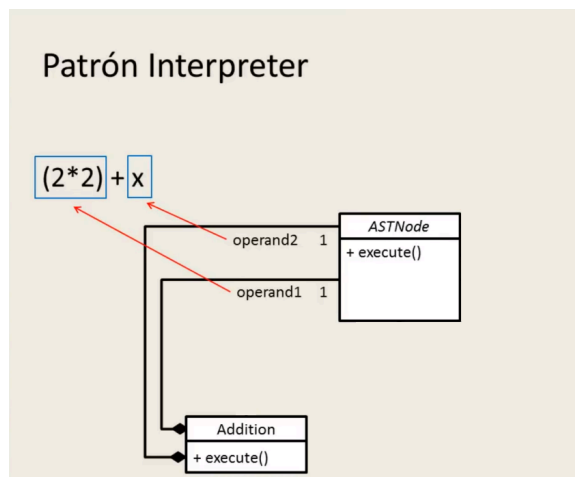 Patrón Interpreter
(2*2) + x
operand2 1
ASTNode
+ execute()
operand1 1
Addition
+ execute()